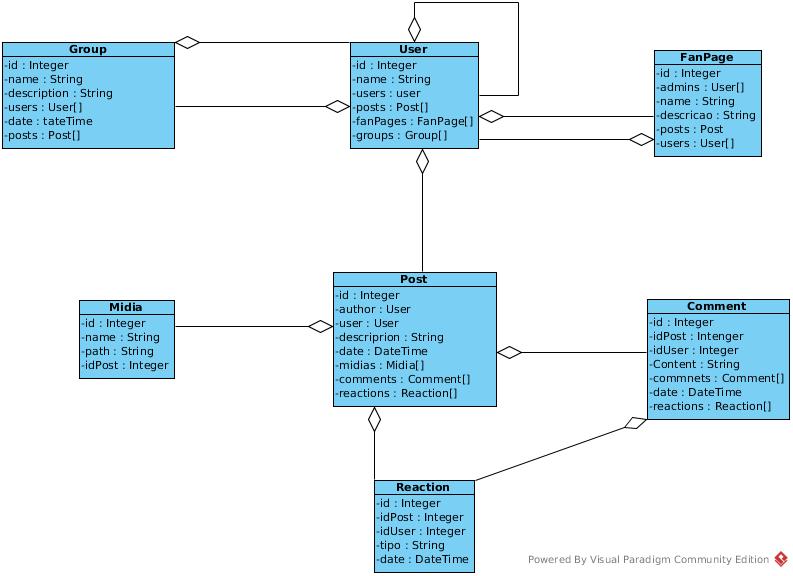 Group
-id : Integer
-name : String
-description : String
-users : User[]
-date : tateTime
-posts : Post[]
User
-id : Integer
-name : String
-users : user
-posts : Post[]
-fanPages : FanPage[]
-groups : Group[]
FanPage
-id : Integer
-admins : User[]
-name : String
-descricao : String
-posts : Post
-users : User[]
Midia
-id : Integer
-name : String
-path : String
-idPost : Integer
Post
-id : Integer
-author : User
-user : User
-descriprion : String
-date : DateTime
-midias : Midia[]
-comments : Comment[]
-reactions : Reaction[]
Comment
-id : Integer
-idPost : Intenger
-idUser : Integer
-Content : String
-commnets : Comment[]
-date : DateTime
-reactions : Reaction[]
Reaction
-id : Integer
-idPost : Integer
-idUser : Integer
-tipo : String
-date : DateTime
Powered By Visual Paradigm Community Edition